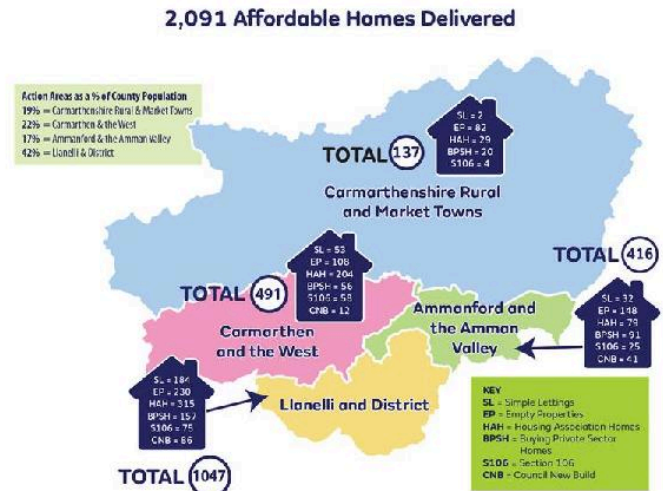 2,091 Affordable Homes Delivered
Action Areas as a % of County Population
19% = Carmarthenshire Rural & Market Towns
22% = Carmarthen & the West
17% = Ammanford & the Amman Valley
42% = Llanelli & District
SL = 2
EP = 82
HAH = 29
BPSH = 20
S106 = 4
TOTAL 137
Carmarthenshire Rural
and Market Towns
TOTAL 416
SL = 53
EP = 108
HAH = 204
BPSH = 56
S106 = 58
CNB = 12
TOTAL 491
Carmarthen
and the West
SL = 32
EP = 148
HAH = 79
BPSH = 91
S106 = 25
CNB = 41
Ammanford and
the Amman
Valley
SL = 184
EP = 230
HAH = 315
BPSH = 157
S106 = 75
CNB = 86
Llanelli and District
TOTAL 1047
KEY
SL = Simple Lettings
EP = Empty Properties
HAH = Housing Association Homes
BPSH = Buying Private Sector
Homes
S106 = Section 106
CNB = Council New Build